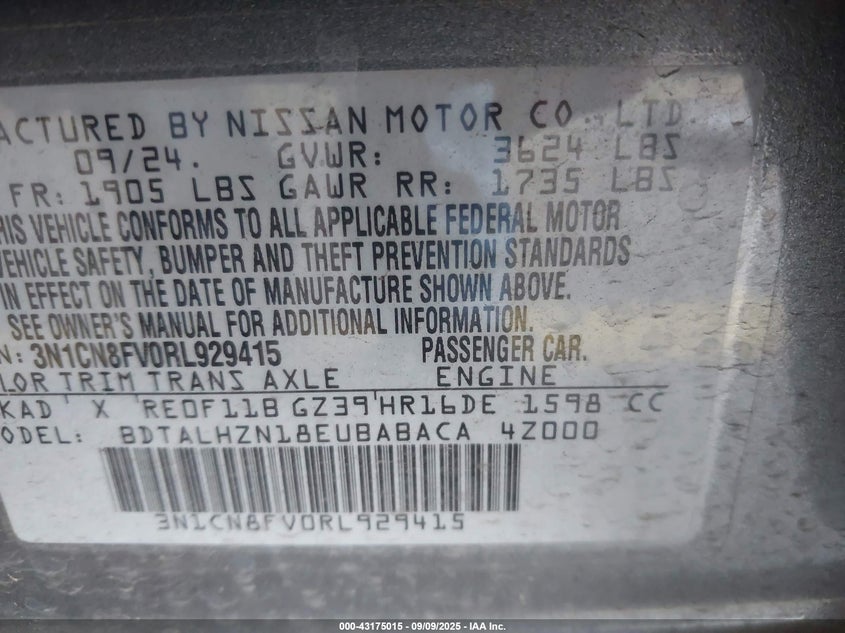 ACTURED BY NISSAN MOTOR CO., LTD.
09/24. GVWR: 3624 LBS
FR: 1905 LBS GAWR RR: 1735 LBS
HIS VEHICLE CONFORMS TO ALL APPLICABLE FEDERAL MOTOR
VEHICLE SAFETY, BUMPER AND THEFT PREVENTION STANDARDS
IN EFFECT ON THE DATE OF MANUFACTURE SHOWN ABOVE.
SEE OWNER'S MANUAL FOR ADDITIONAL INFORMATION.
N: 3N1CN8FV0RL929415 PASSENGER CAR.
LOR TRIM TRANS AXLE ENGINE
KAD X RE0F11B GZ39 HR16DE 1598 CC
ODEL: BDTALHZN18EUBABACA 4Z000
3N1CN8FV0RL929415
000-43175015 - 09/09/2025 - IAA Inc.